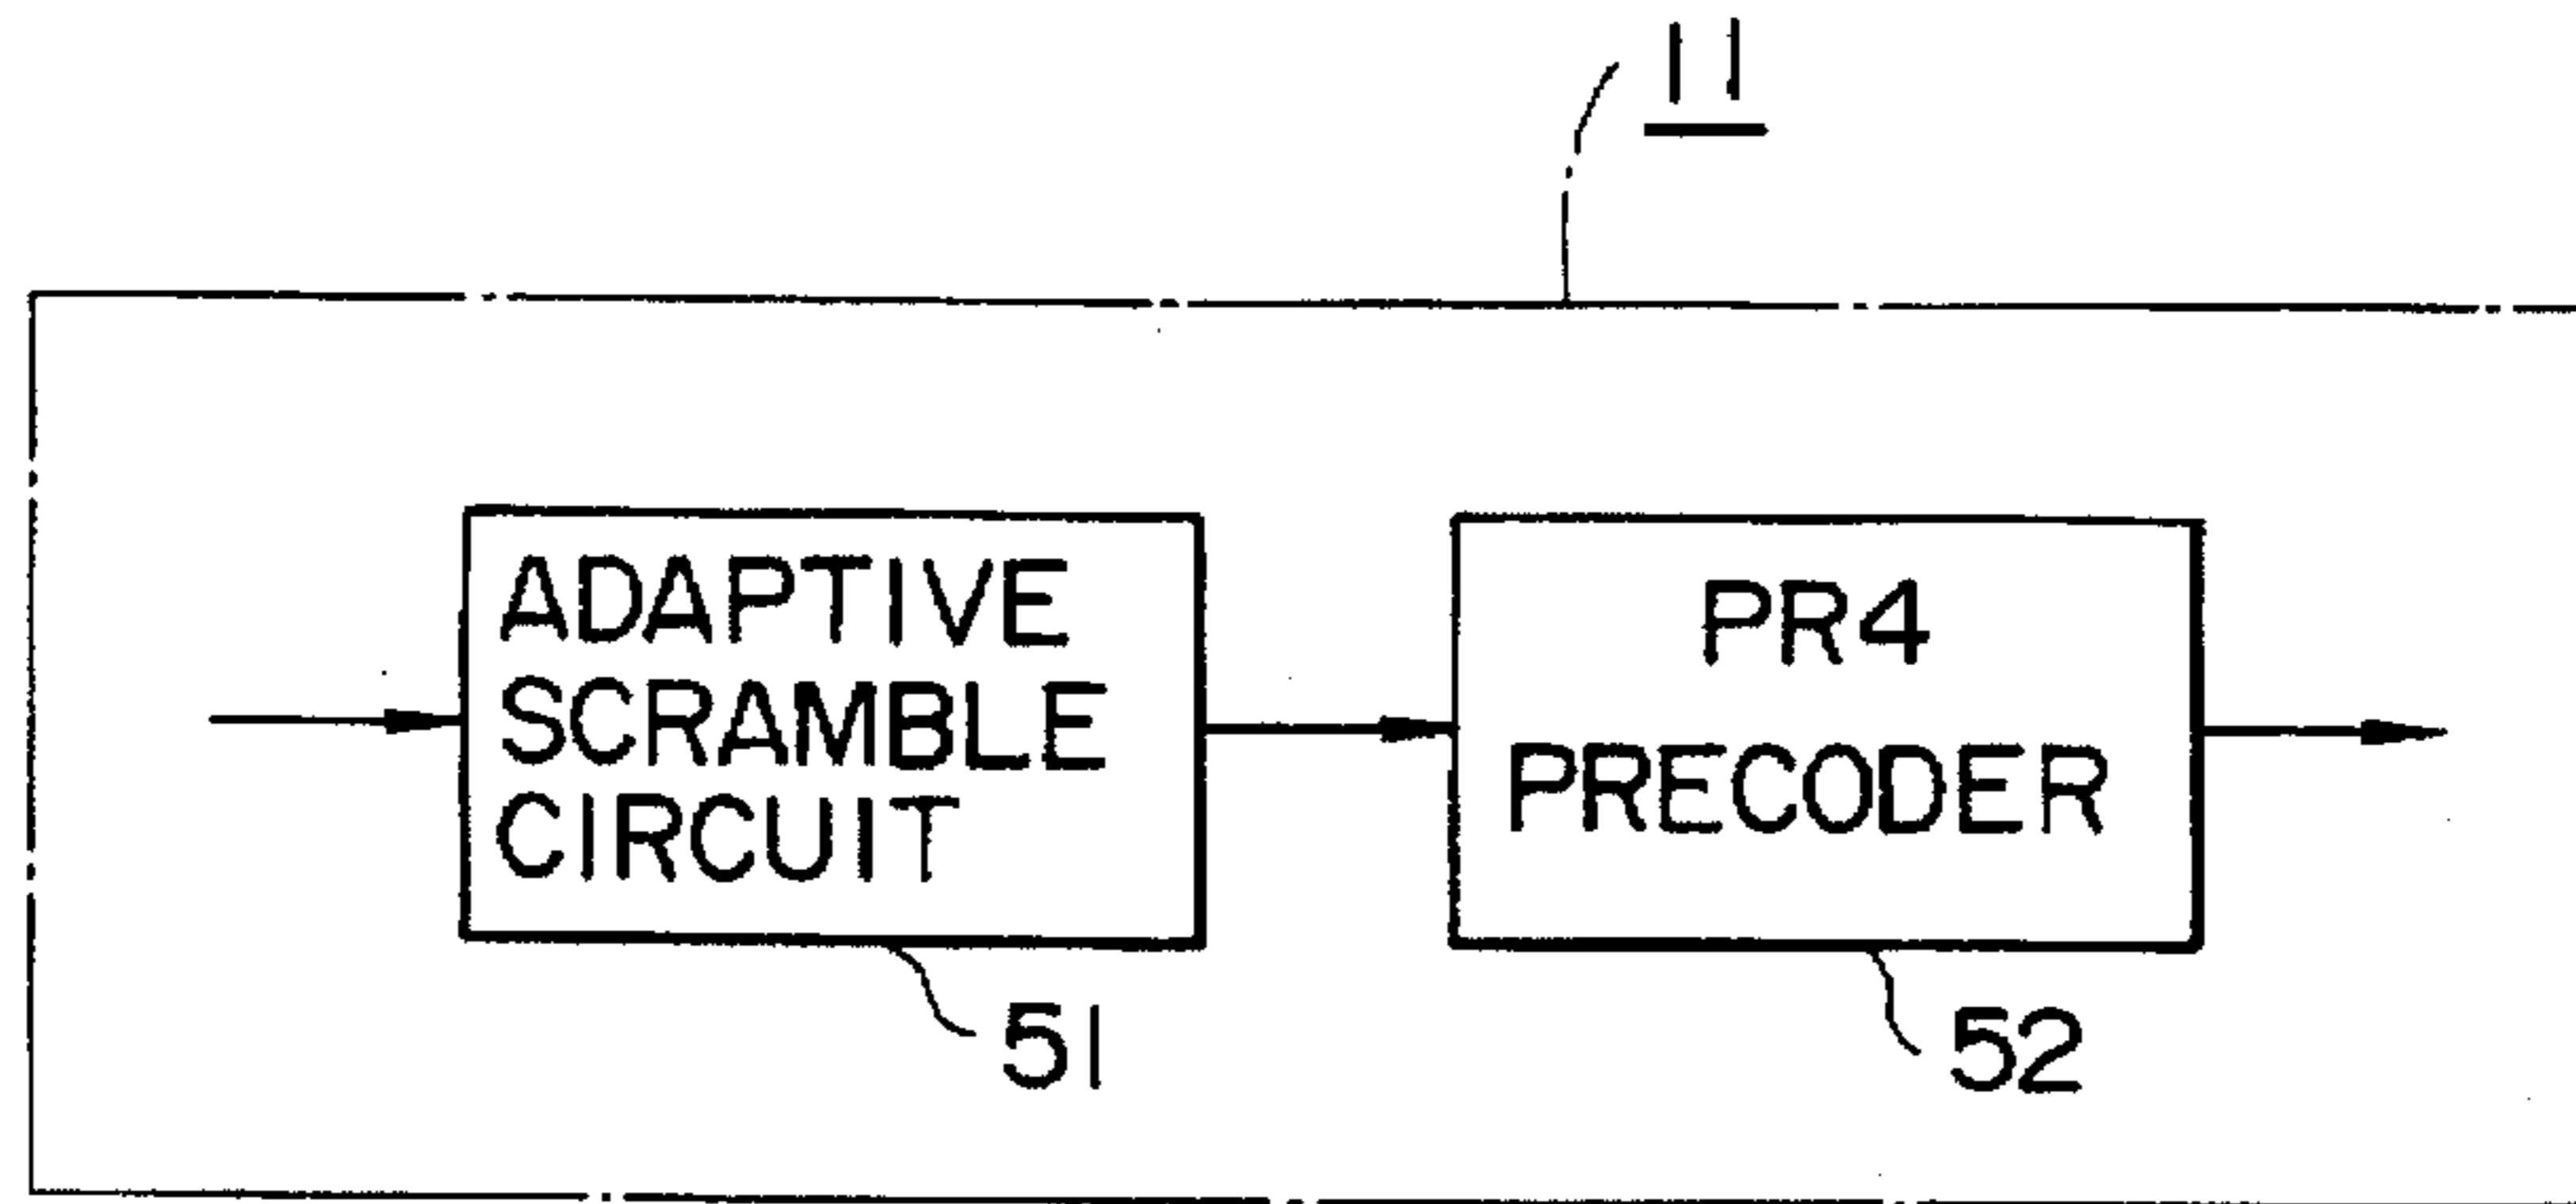 11
ADAPTIVE
SCRAMBLE
CIRCUIT
PR4
PRECODER
51
52